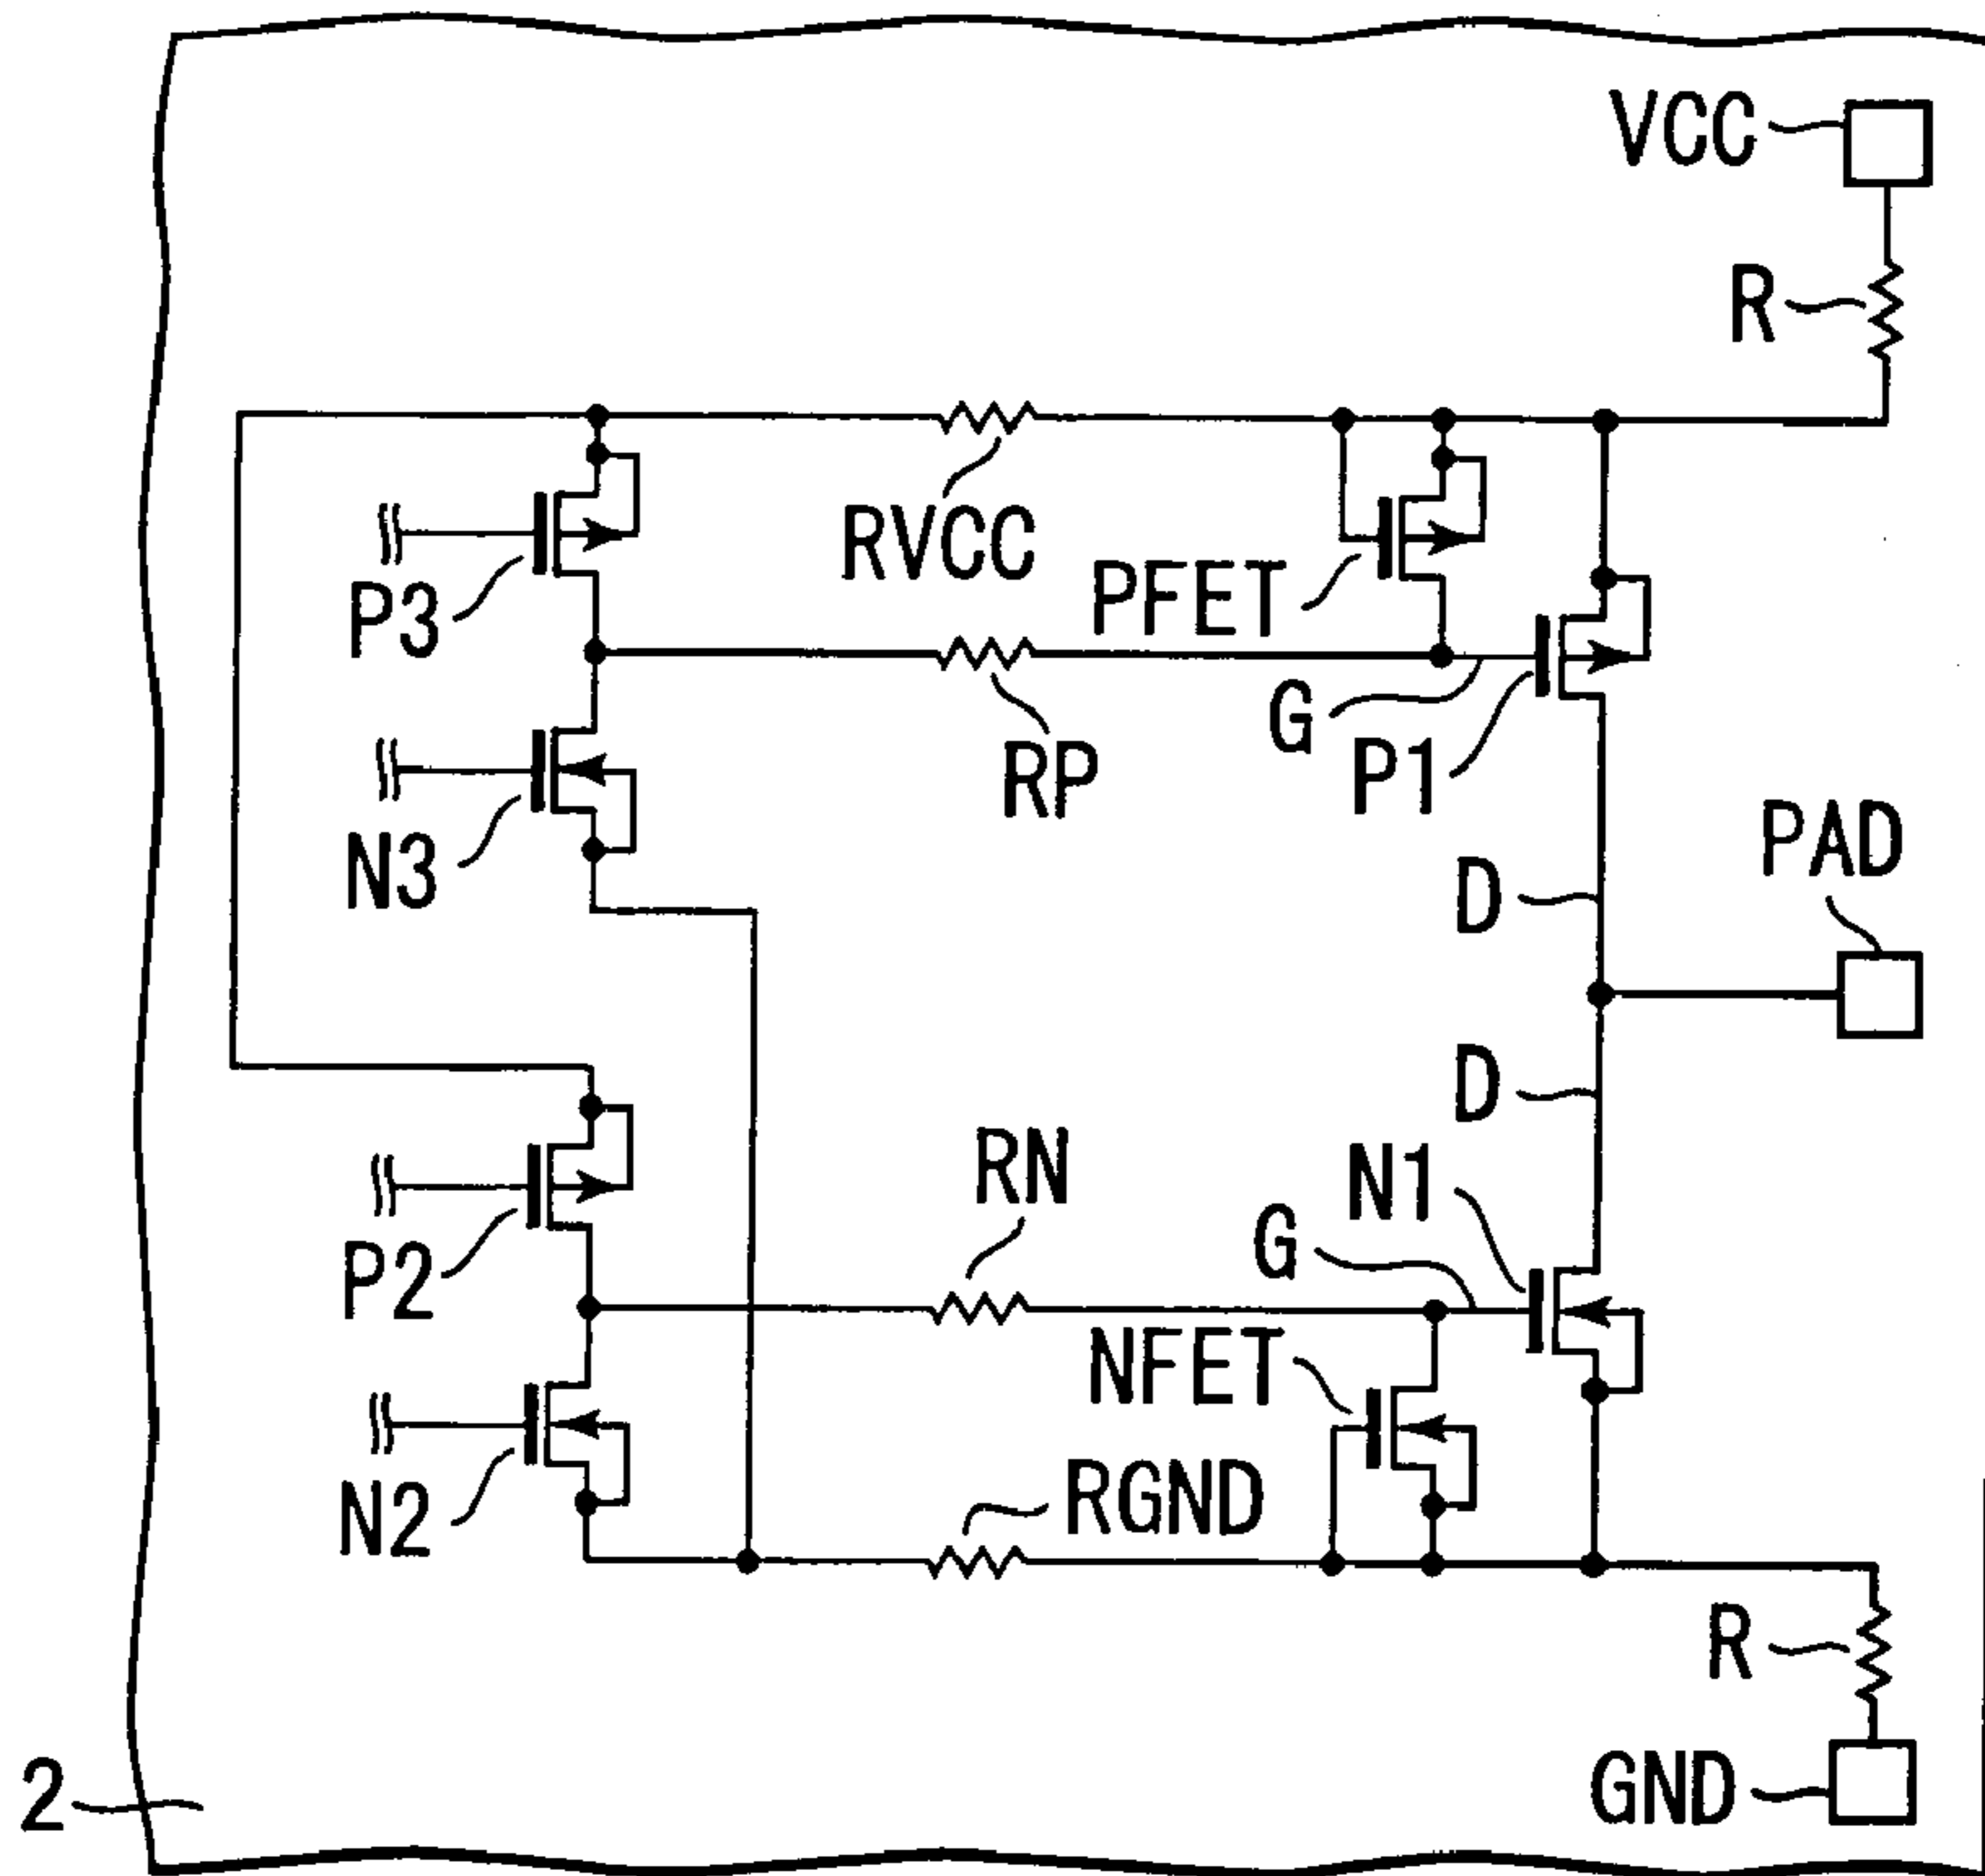 VCC
R
RVCC
PFET
P3
G
RP
P1
N3
PAD
D
D
RN
N1
G
P2
NFET
RGND
N2
R
GND
2